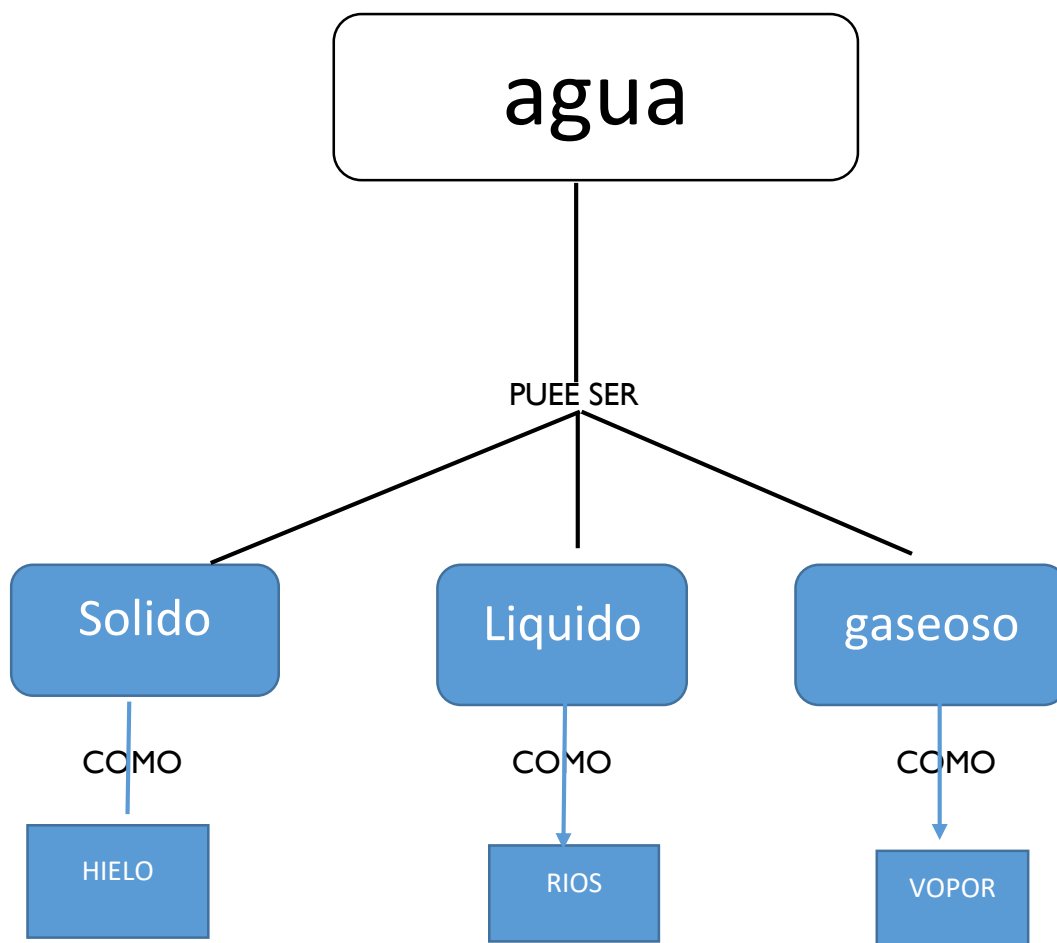 agua
PUEE SER
Solido
Liquido
gaseoso
COMO
COMO
COMO
HIELO
RIOS
VOPOR